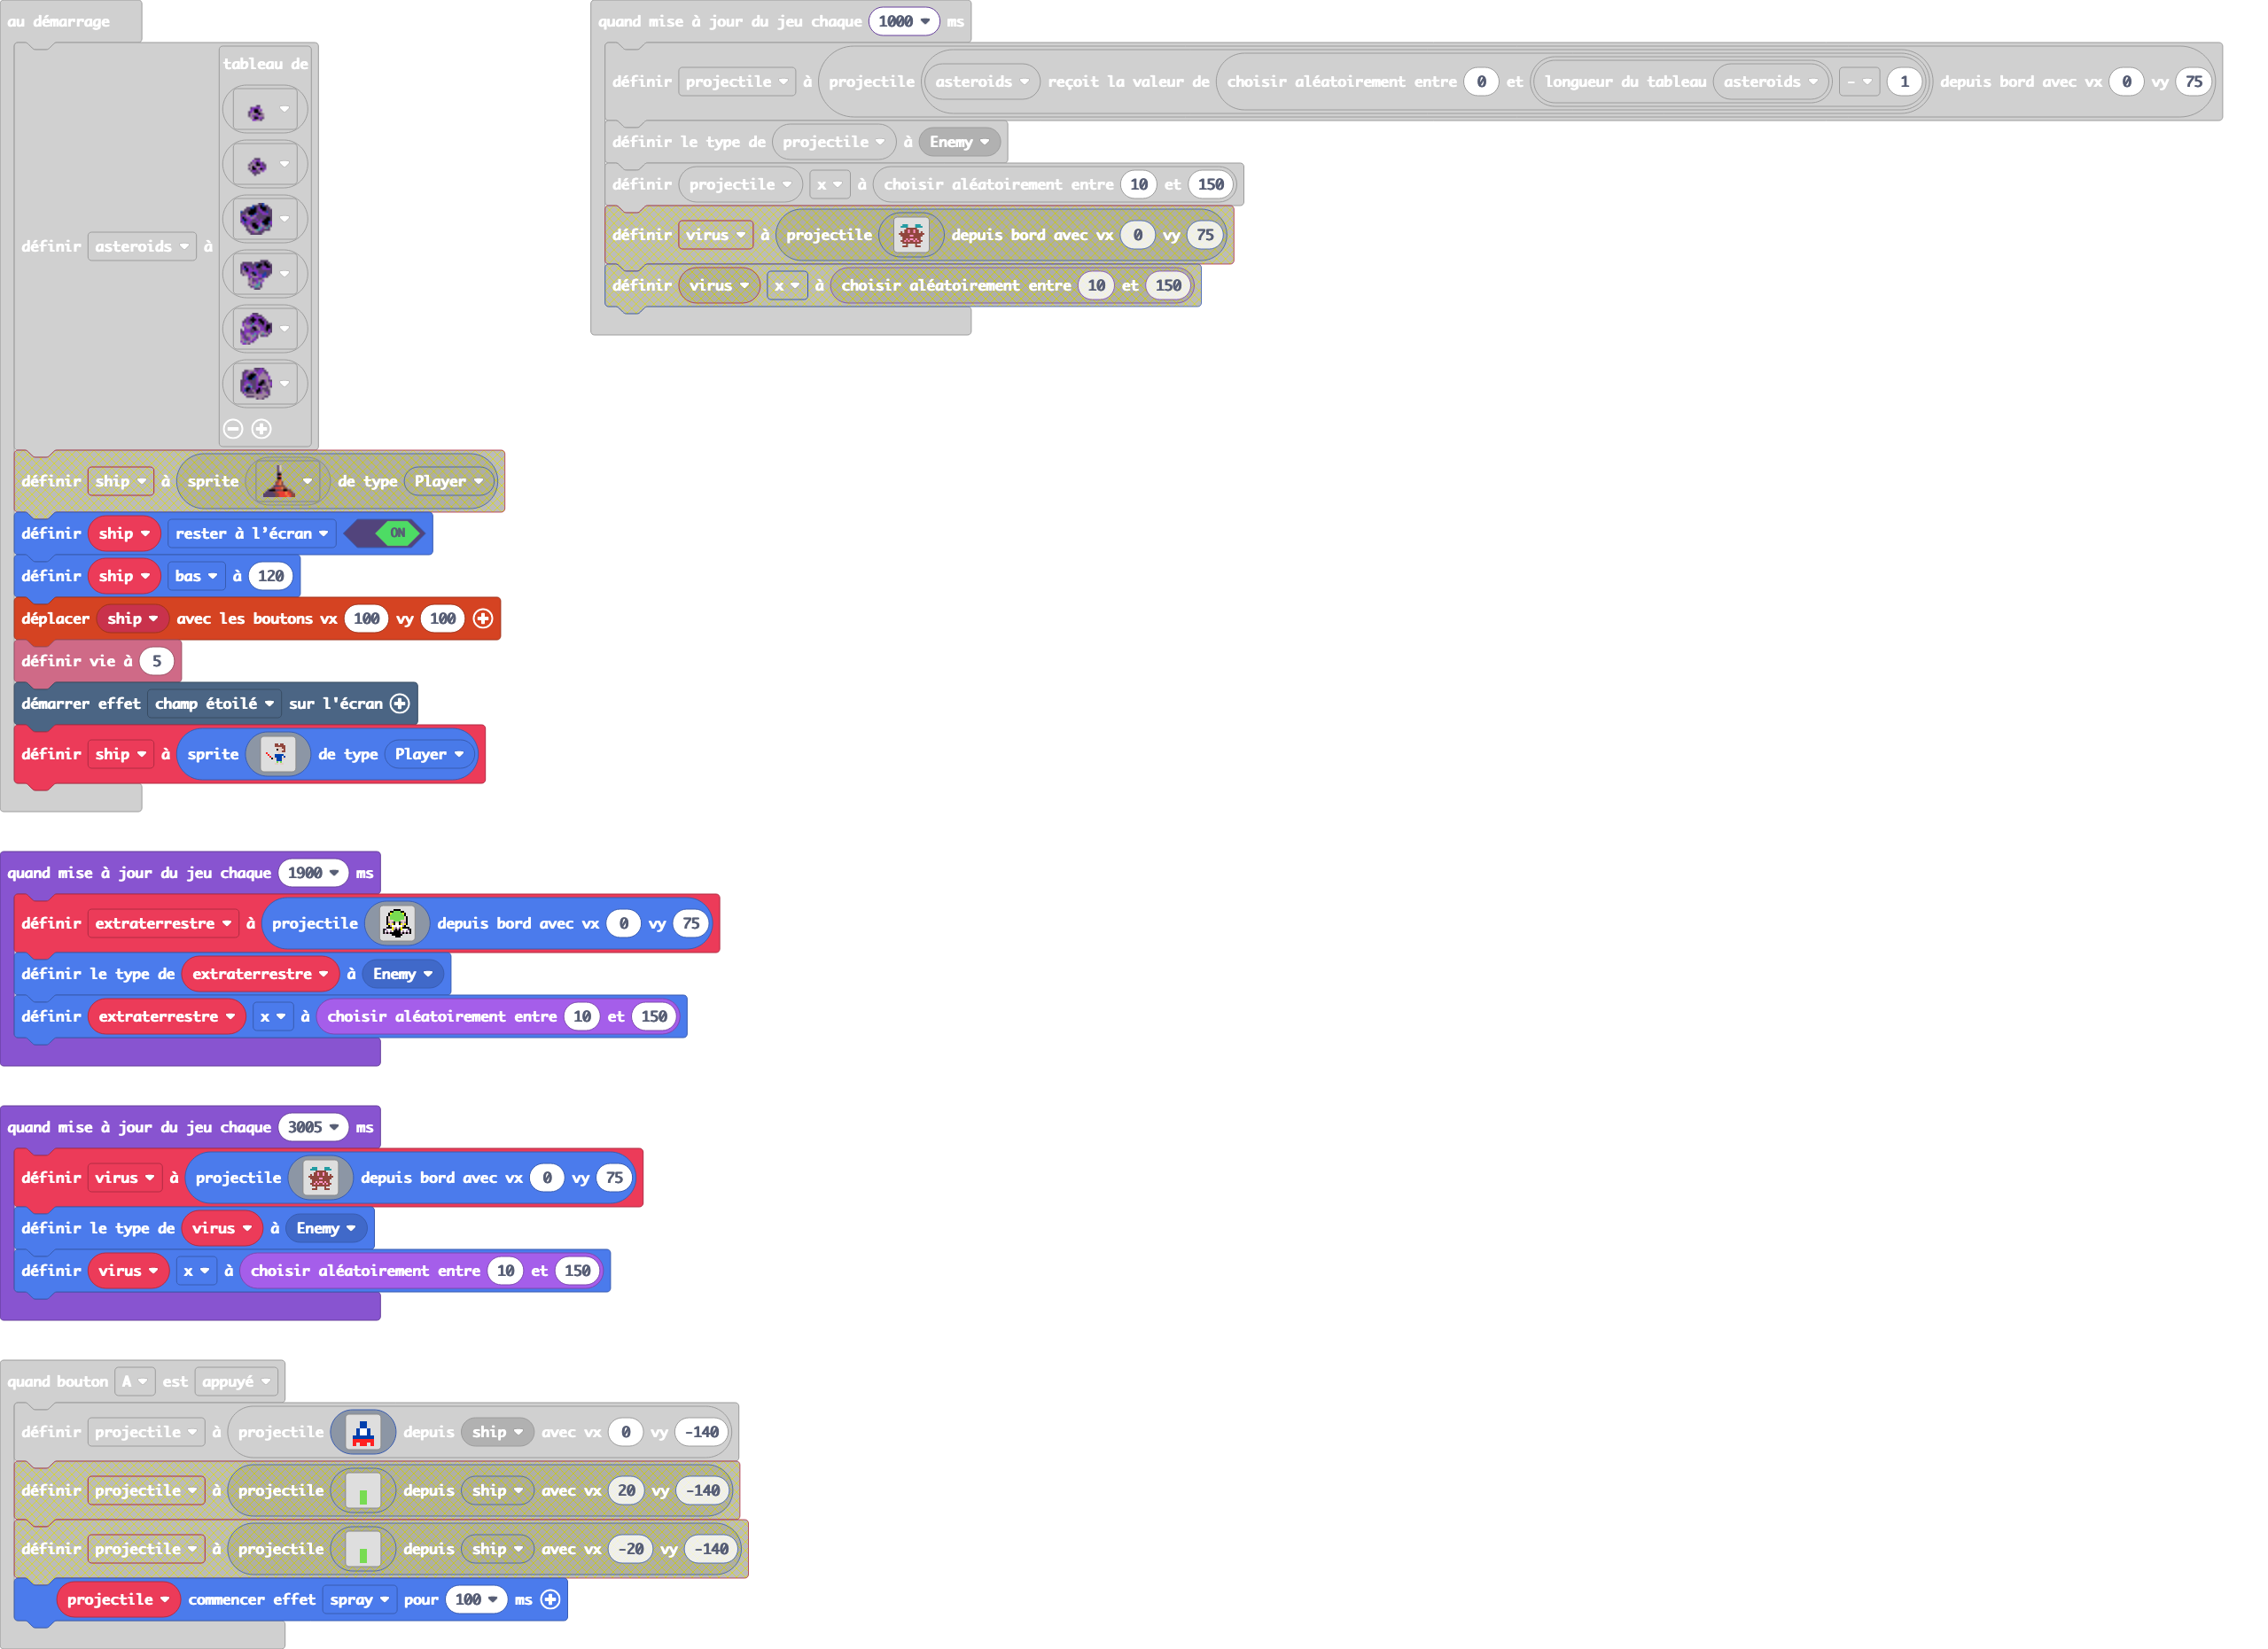 au démarrage
tableau de
définir asteroids à
définir ship à sprite de type Player
définir ship rester à l’écran ON
définir ship bas à 120
déplacer ship avec les boutons vx 100 vy 100
définir vie à 5
démarrer effet champ étoilé sur l'écran
définir ship à sprite de type Player
quand mise à jour du jeu chaque 1000 ms
définir projectile à projectile asteroids reçoit la valeur de choisir aléatoirement entre 0 et longueur du tableau asteroids - 1 depuis bord avec vx 0 vy 75
définir le type de projectile à Enemy
définir projectile x à choisir aléatoirement entre 10 et 150
définir virus à projectile depuis bord avec vx 0 vy 75
définir virus x à choisir aléatoirement entre 10 et 150
quand mise à jour du jeu chaque 1900 ms
définir extraterrestre à projectile depuis bord avec vx 0 vy 75
définir le type de extraterrestre à Enemy
définir extraterrestre x à choisir aléatoirement entre 10 et 150
quand mise à jour du jeu chaque 3005 ms
définir virus à projectile depuis bord avec vx 0 vy 75
définir le type de virus à Enemy
définir virus x à choisir aléatoirement entre 10 et 150
quand bouton A est appuyé
définir projectile à projectile depuis ship avec vx 0 vy -140
définir projectile à projectile depuis ship avec vx 20 vy -140
définir projectile à projectile depuis ship avec vx -20 vy -140
projectile commencer effet spray pour 100 ms